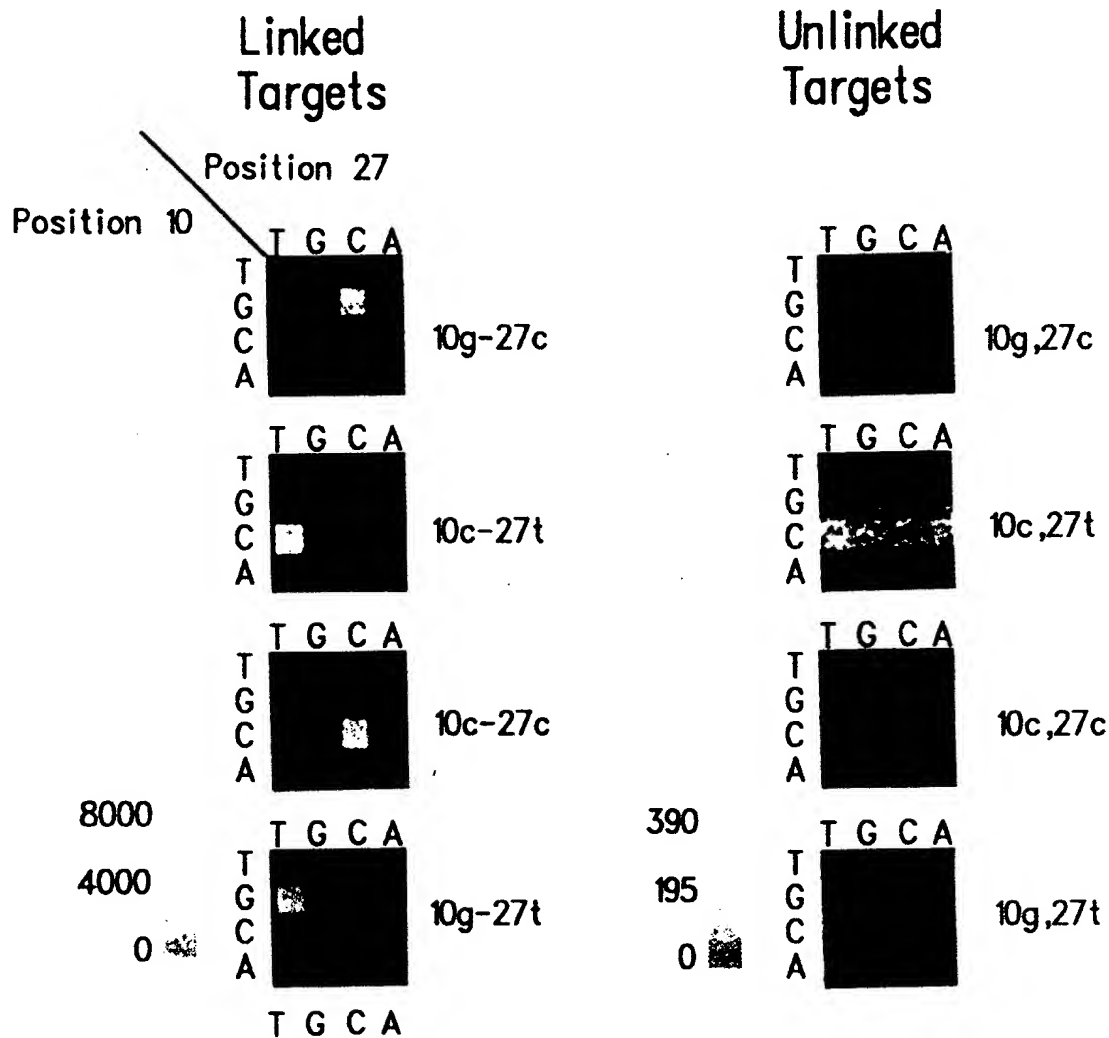 Linked
Targets
Unlinked
Targets
Position 27
Position 10
T G C A
T
G
C
A
10g-27c
T G C A
T
G
C
A
10g,27c
T G C A
T
G
C
A
10c-27t
T G C A
T
G
C
A
10c,27t
T G C A
T
G
C
A
10c-27c
T G C A
T
G
C
A
10c,27c
8000
4000
0
T G C A
T
G
C
A
10g-27t
T G C A
390
195
0
T G C A
T
G
C
A
10g,27t